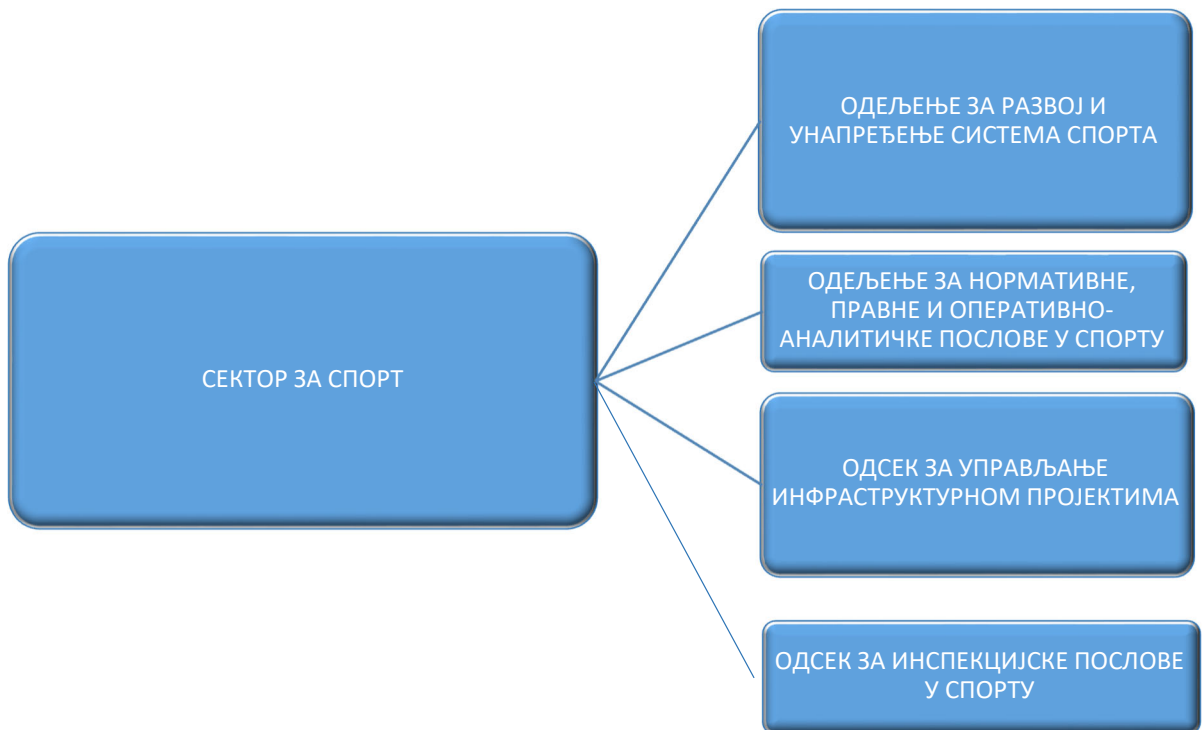 ОДЕЉЕЊЕ ЗА РАЗВОЈ И
УНАПРЕЂЕЊЕ СИСТЕМА СПОРТА
ОДЕЉЕЊЕ ЗА НОРМАТИВНЕ,
ПРАВНЕ И ОПЕРАТИВНО-
АНАЛИТИЧКЕ ПОСЛОВЕ У СПОРТУ
СЕКТОР ЗА СПОРТ
ОДСЕК ЗА УПРАВЉАЊЕ
ИНФРАСТРУКТУРНОМ ПРОЈЕКТИМА
ОДСЕК ЗА ИНСПЕКЦИЈСКЕ ПОСЛОВЕ
У СПОРТУ